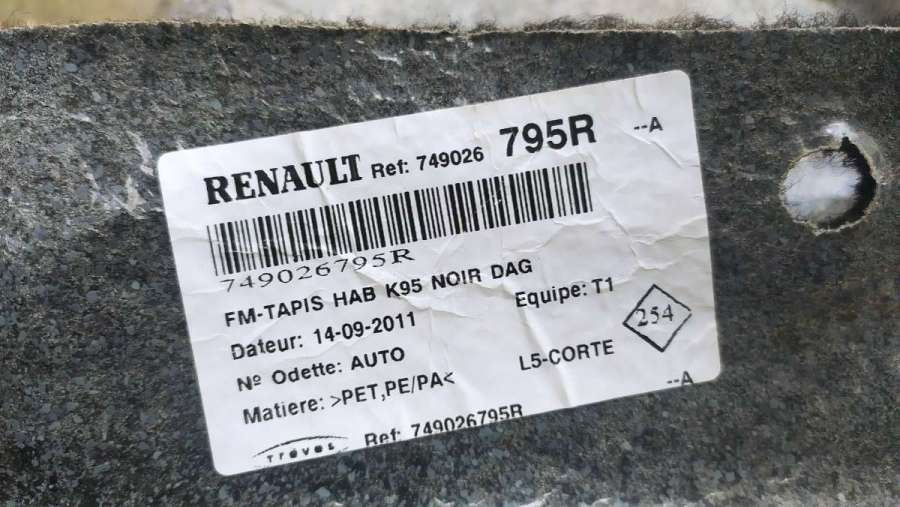 RENAULT Ref: 749026 795R --A
749026795R
FM-TAPIS HAB K95 NOIR DAG
Dateur: 14-09-2011 Equipe: T1
Nº Odette: AUTO L5-CORTE 254
Matiere: >PET,PE/PA<
--A
Trèves Ref: 749026795R